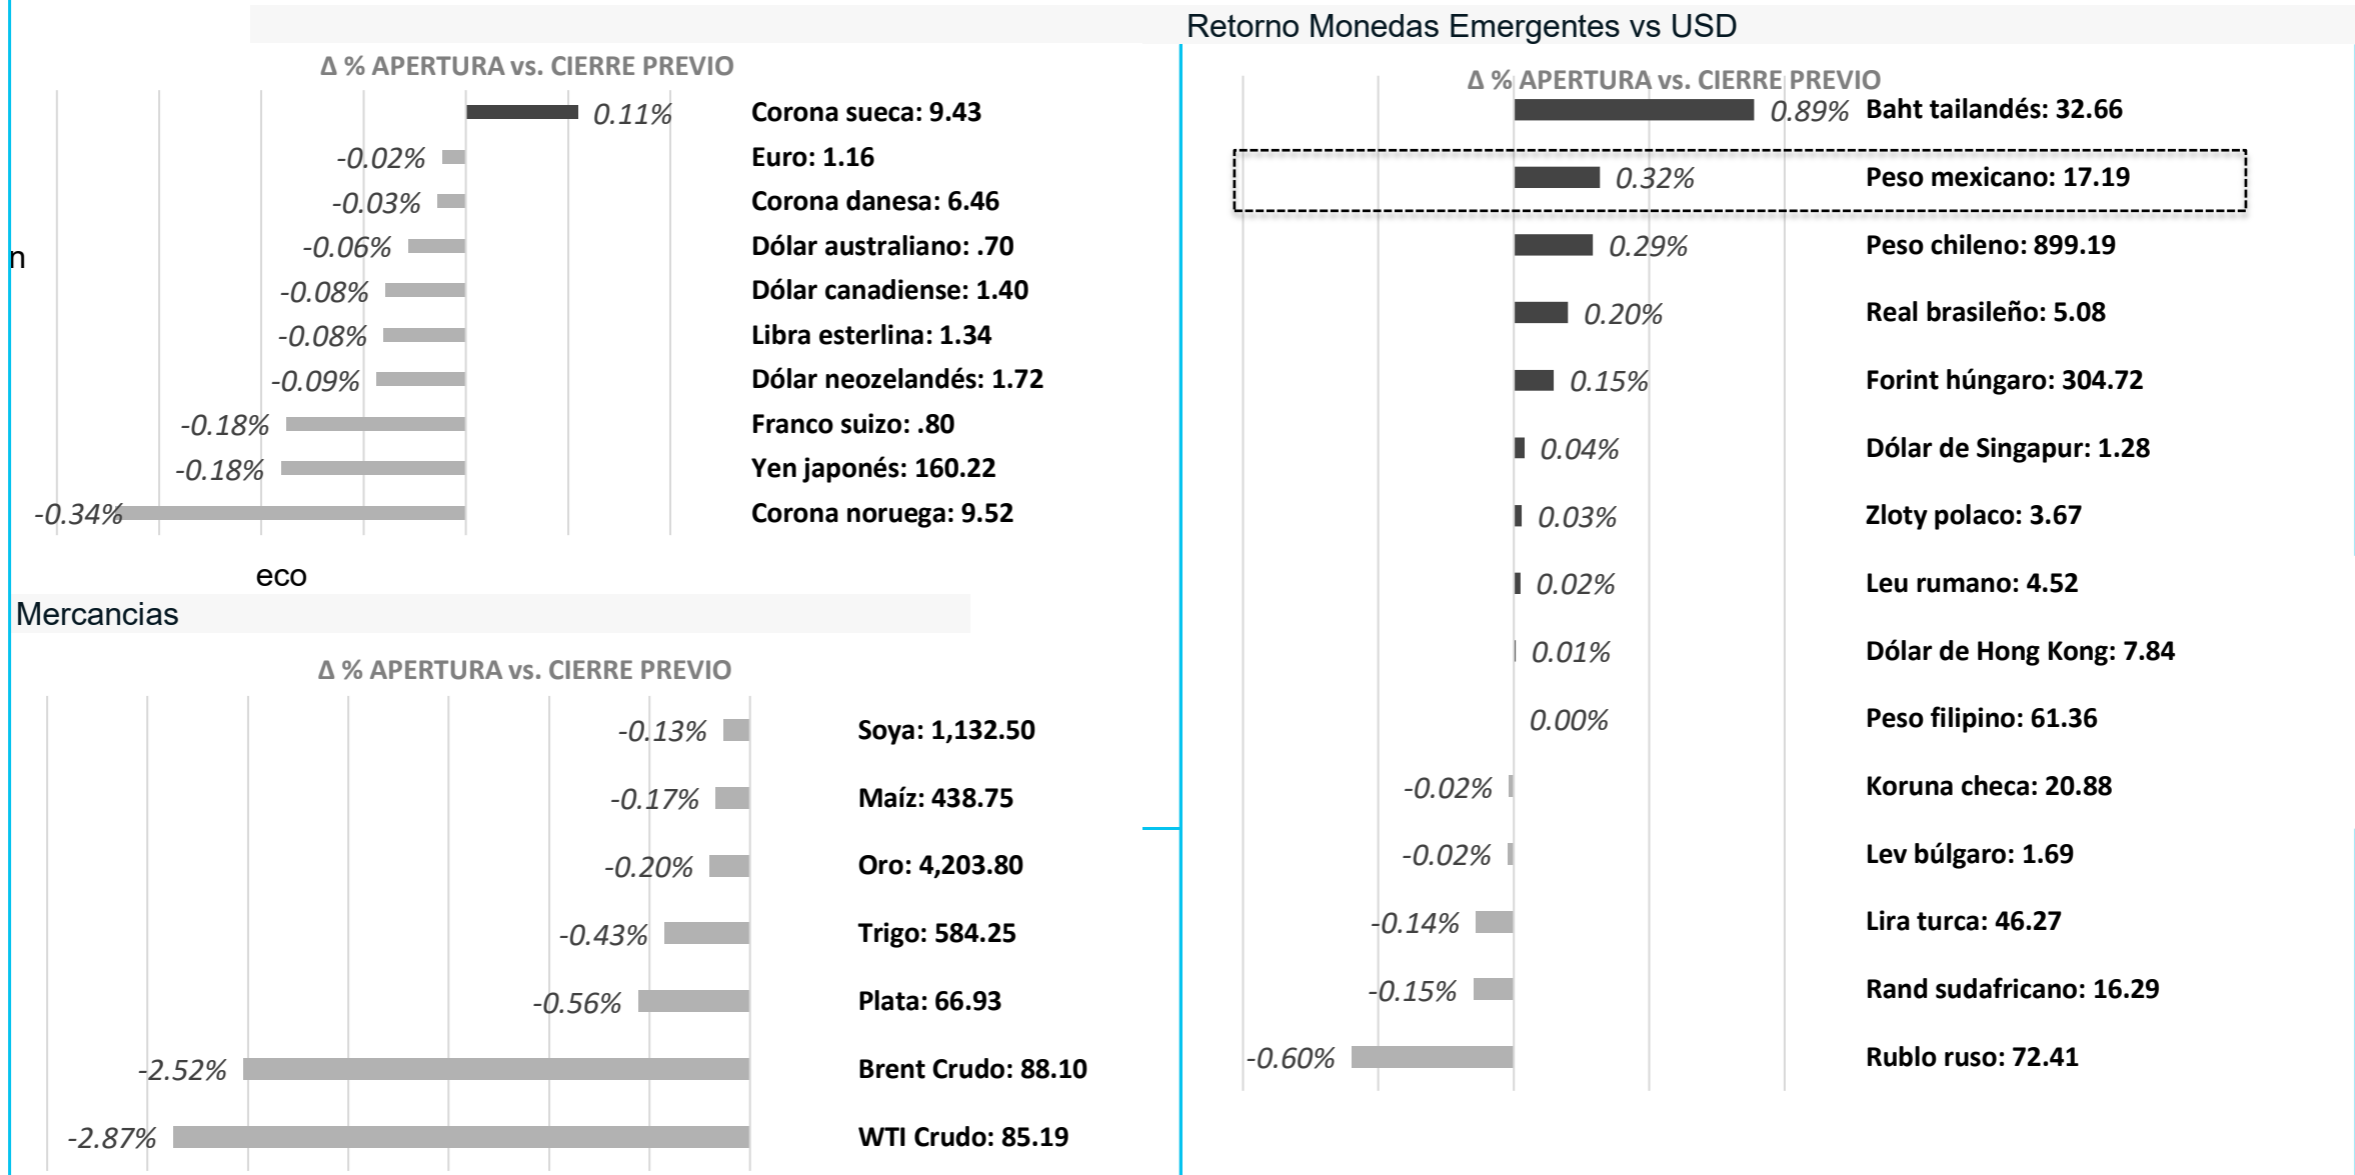 Δ % APERTURA vs. CIERRE PREVIO
0.11% Corona sueca: 9.43
-0.02% Euro: 1.16
-0.03% Corona danesa: 6.46
-0.06% Dólar australiano: .70
n
-0.08% Dólar canadiense: 1.40
-0.08% Libra esterlina: 1.34
-0.09% Dólar neozelandés: 1.72
-0.18% Franco suizo: .80
-0.18% Yen japonés: 160.22
-0.34% Corona noruega: 9.52
eco
Mercancias
Δ % APERTURA vs. CIERRE PREVIO
-0.13% Soya: 1,132.50
-0.17% Maíz: 438.75
-0.20% Oro: 4,203.80
-0.43% Trigo: 584.25
-0.56% Plata: 66.93
-2.52% Brent Crudo: 88.10
-2.87% WTI Crudo: 85.19
Retorno Monedas Emergentes vs USD
Δ % APERTURA vs. CIERRE PREVIO
0.89% Baht tailandés: 32.66
0.32% Peso mexicano: 17.19
0.29% Peso chileno: 899.19
0.20% Real brasileño: 5.08
0.15% Forint húngaro: 304.72
0.04% Dólar de Singapur: 1.28
0.03% Zloty polaco: 3.67
0.02% Leu rumano: 4.52
0.01% Dólar de Hong Kong: 7.84
0.00% Peso filipino: 61.36
-0.02% Koruna checa: 20.88
-0.02% Lev búlgaro: 1.69
-0.14% Lira turca: 46.27
-0.15% Rand sudafricano: 16.29
-0.60% Rublo ruso: 72.41